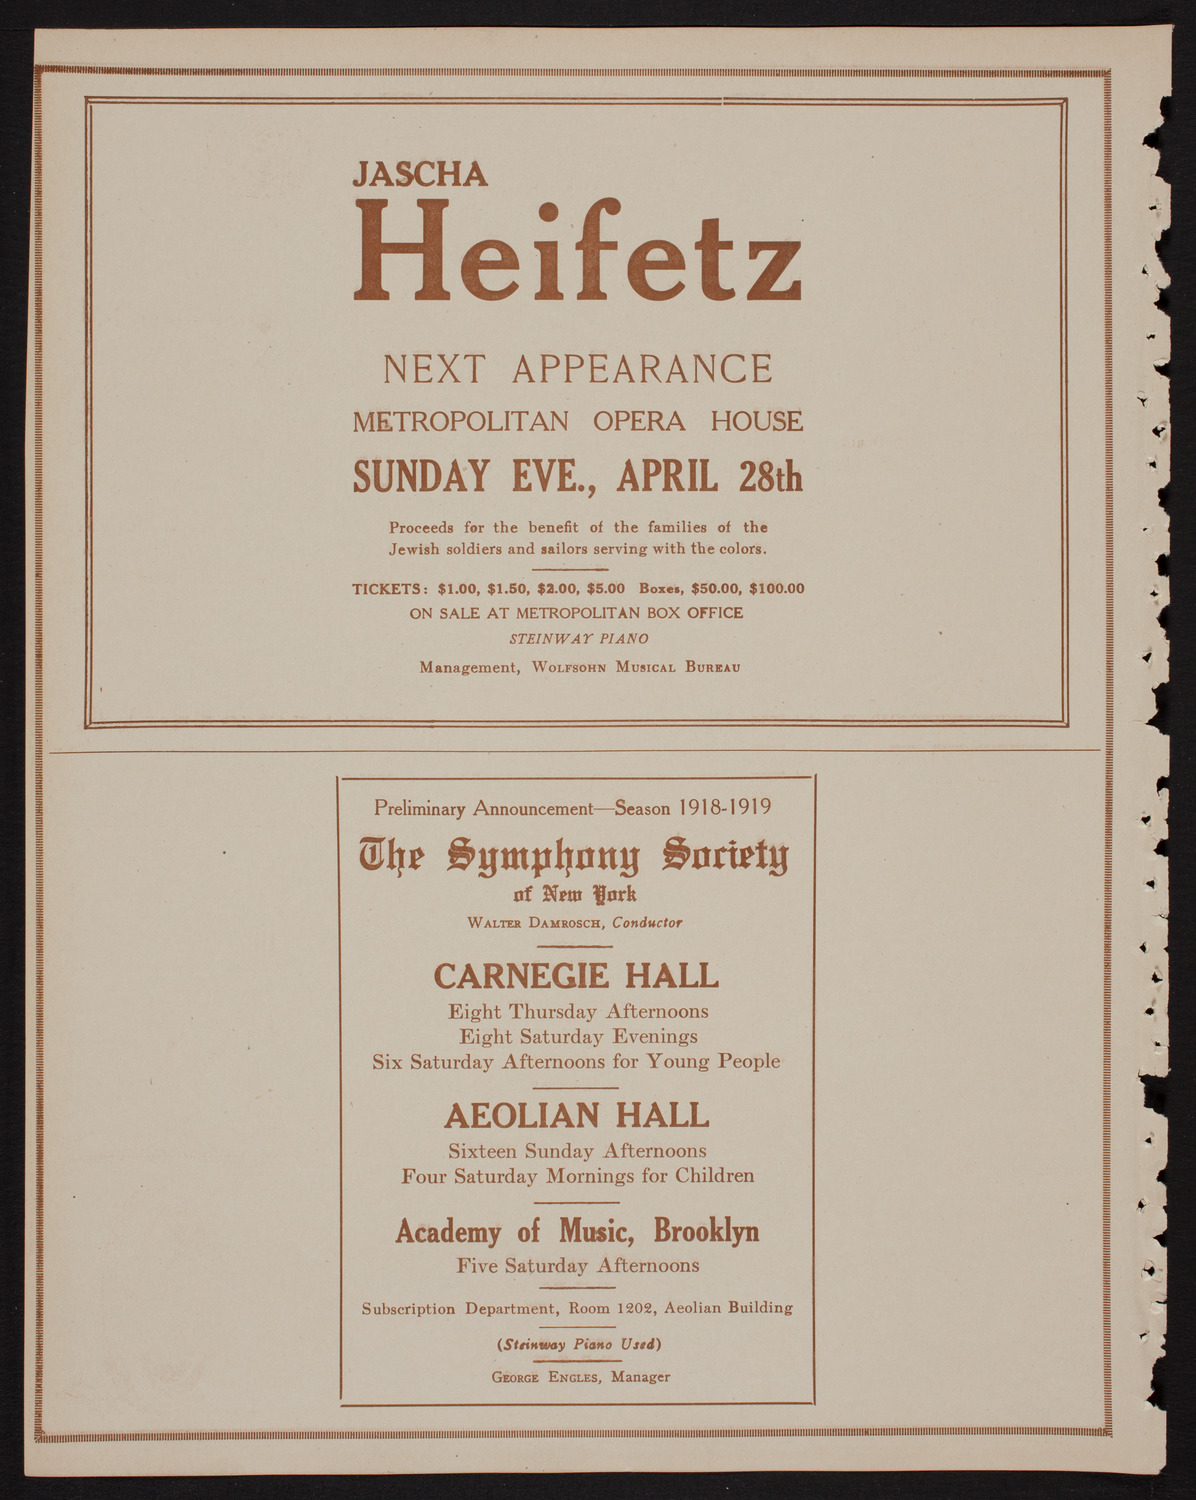 JASCHA
Heifetz
NEXT APPEARANCE
METROPOLITAN OPERA HOUSE
SUNDAY EVE., APRIL 28th
Proceeds for the benefit of the families of the
Jewish soldiers and sailors serving with the colors.
TICKETS: $1.00, $1.50, $2.00, $5.00 Boxes, $50.00, $100.00
ON SALE AT METROPOLITAN BOX OFFICE
STEINWAY PIANO
Management, WOLFSOHN MUSICAL BUREAU
Preliminary Announcement—Season 1918-1919
The Symphony Society
of New York
WALTER DAMROSCH, Conductor
CARNEGIE HALL
Eight Thursday Afternoons
Eight Saturday Evenings
Six Saturday Afternoons for Young People
AEOLIAN HALL
Sixteen Sunday Afternoons
Four Saturday Mornings for Children
Academy of Music, Brooklyn
Five Saturday Afternoons
Subscription Department, Room 1202, Aeolian Building
(Steinway Piano Used)
GEORGE ENGLES, Manager